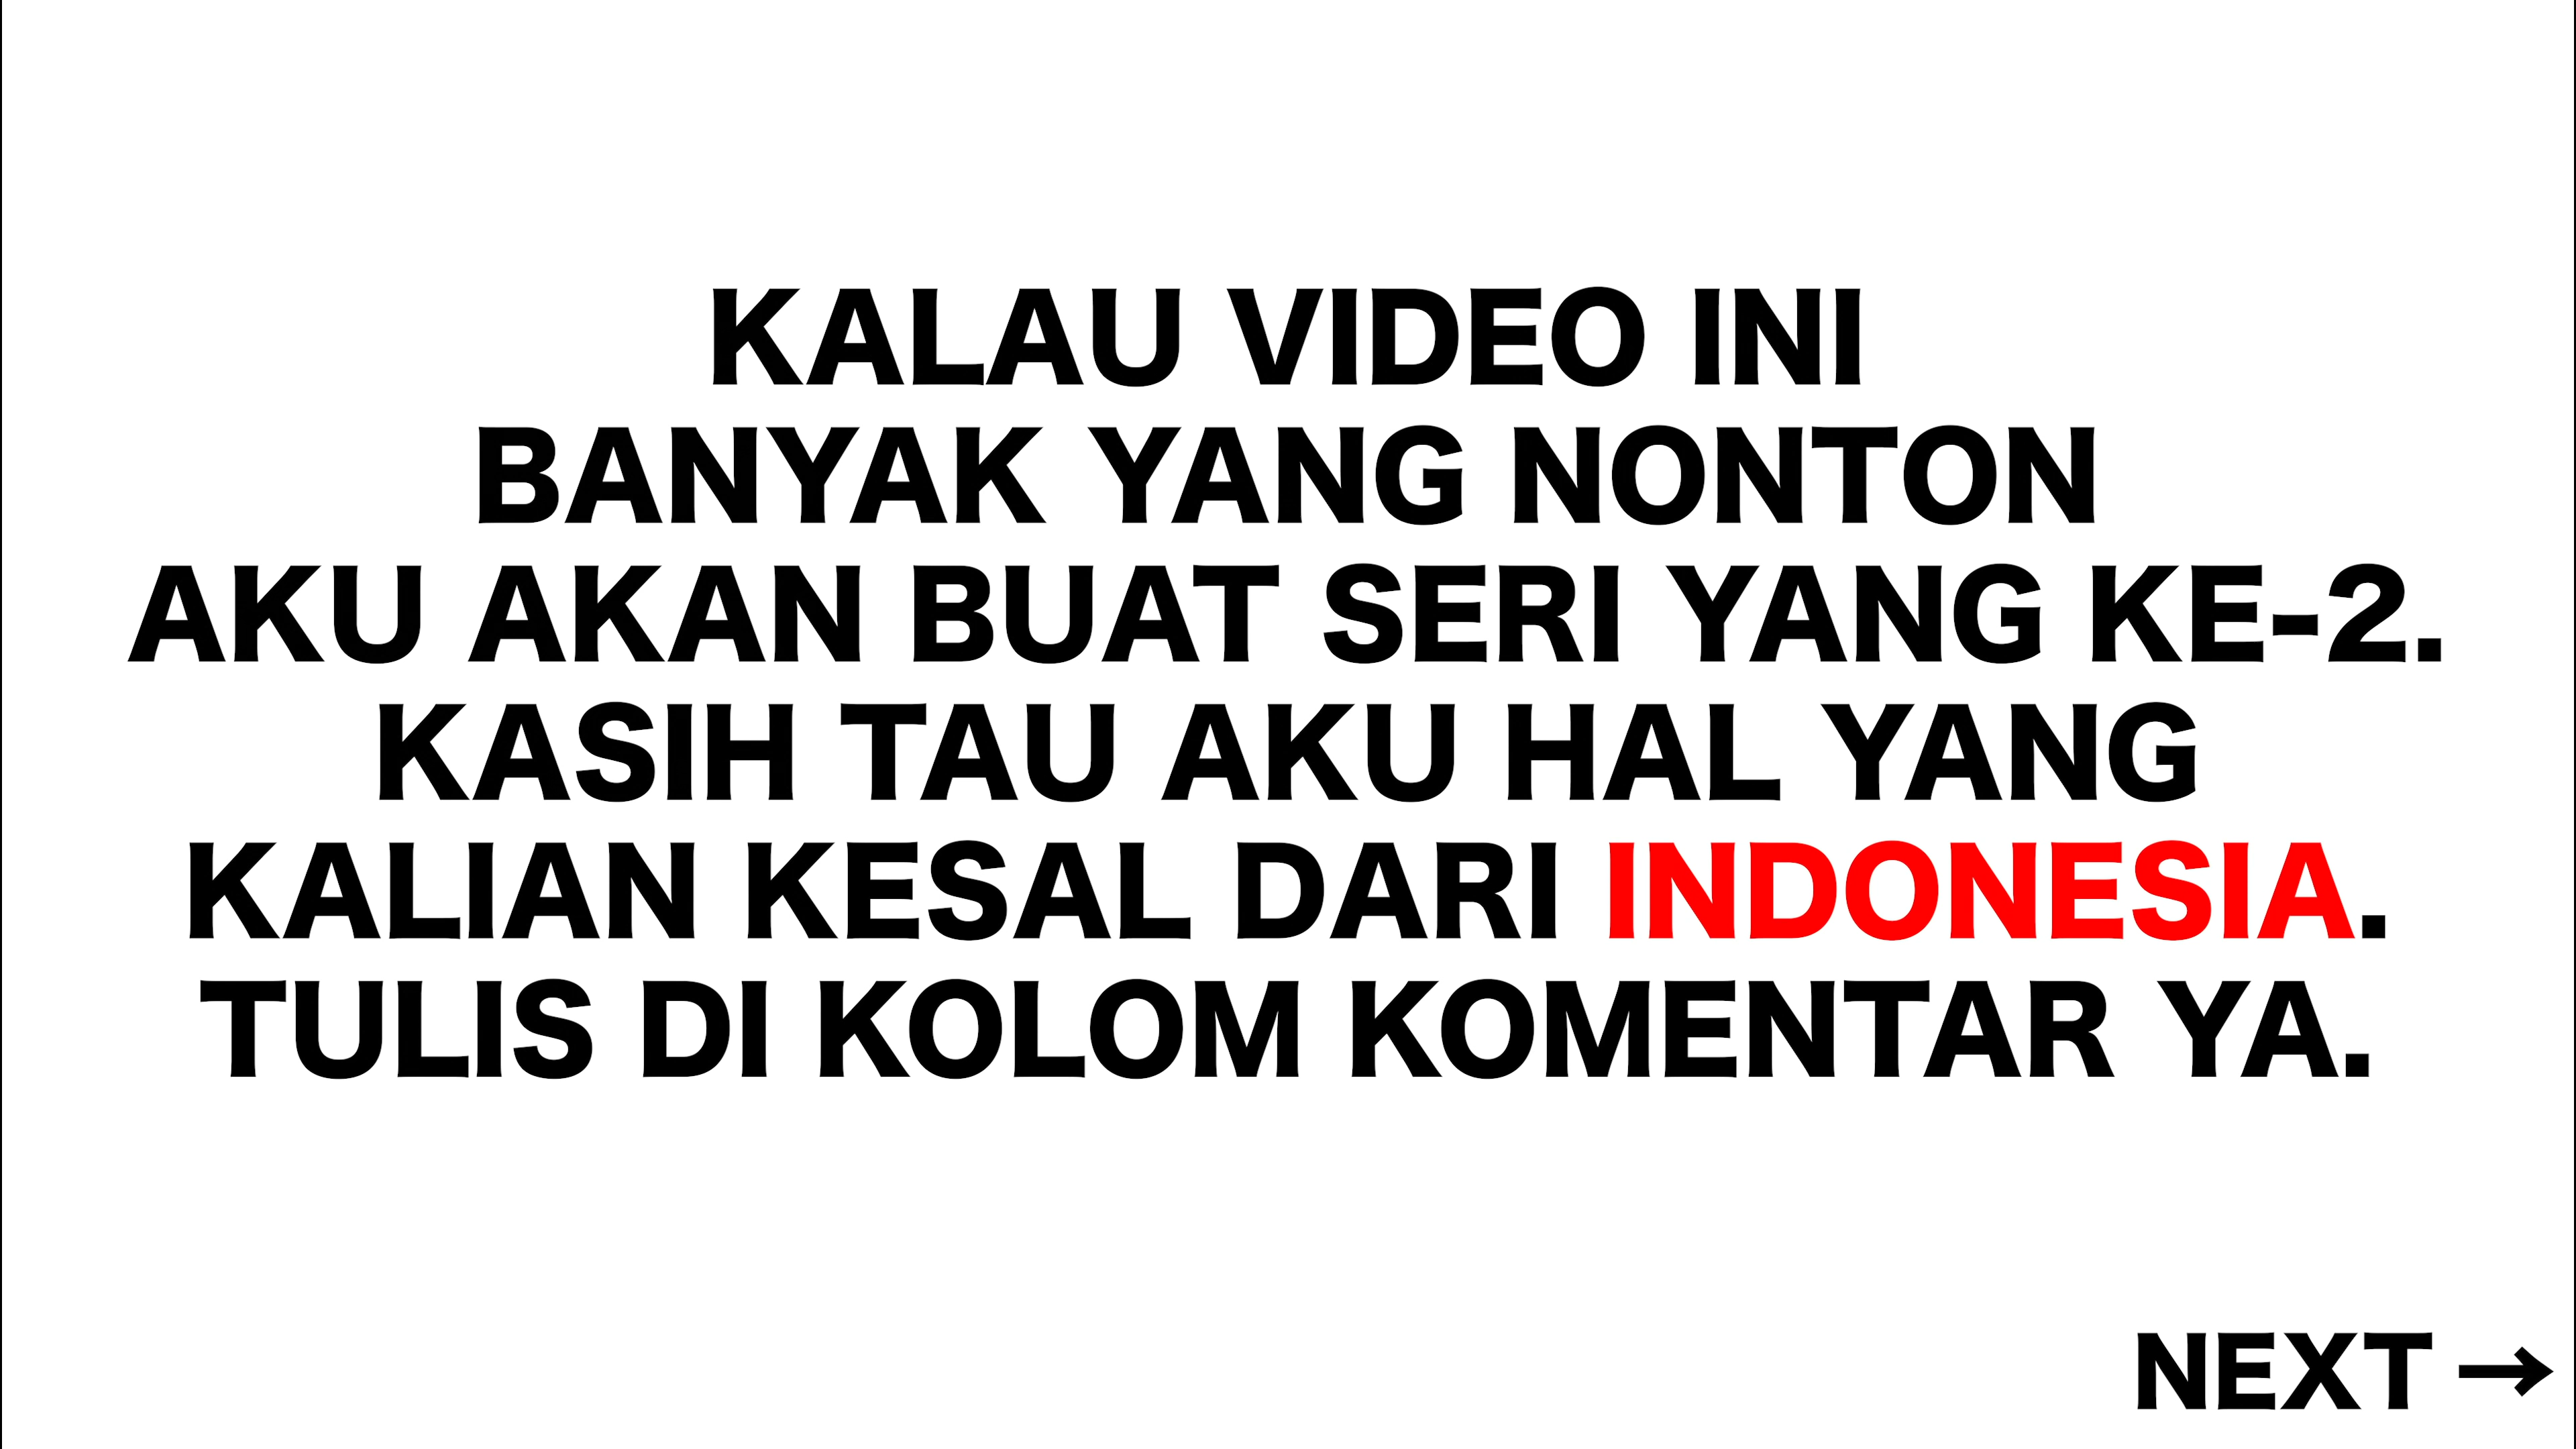 KALAU VIDEO INI
BANYAK YANG NONTON
AKU AKAN BUAT SERI YANG KE-2.
KASIH TAU AKU HAL YANG
KALIAN KESAL DARI INDONESIA.
TULIS DI KOLOM KOMENTAR YA.
NEXT →